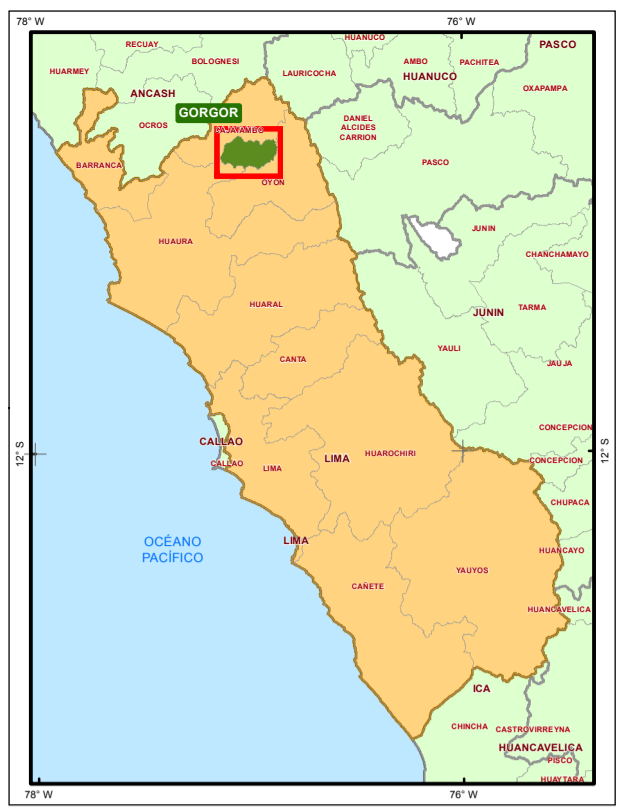 78° W
76° W
HUANUCO
PASCO
RECUAY
BOLOGNESI
AMBO
PACHITEA
HUARMEY
LAURICOCHA
HUANUCO
ANCASH
OXAPAMPA
GORGOR
OCROS
DANIEL
ALCIDES
CARRION
CAJATAMBO
PASCO
BARRANCA
OYON
JUNIN
HUAURA
CHANCHAMAYO
HUARAL
TARMA
JUNIN
YAULI
CANTA
JAUJA
CONCEPCION
12° S
CALLAO
CALLAO
LIMA
LIMA
HUAROCHIRI
CONCEPCION
12° S
CHUPACA
OCÉANO
PACÍFICO
LIMA
HUANCAYO
YAUYOS
CAÑETE
HUANCAVELICA
ICA
CHINCHA
CASTROVIRREYNA
HUANCAVELICA
PISCO
HUAYTARA
78° W
76° W